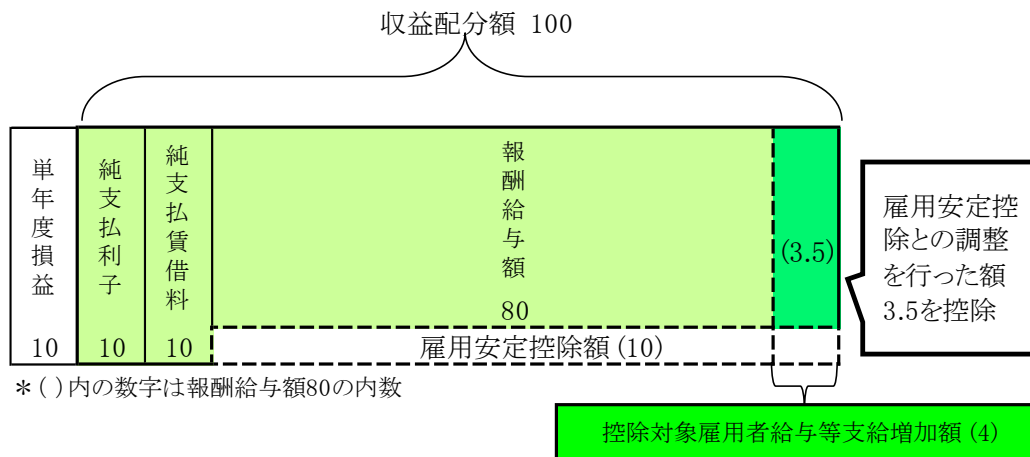 収益配分額 100
単年度損益
10
純支払利子
10
純支払賃借料
10
報酬給与額
80
(3.5)
雇用安定控除額 (10)
雇用安定控
除との調整
を行った額
3.5を控除
＊( )内の数字は報酬給与額80の内数
控除対象雇用者給与等支給増加額 (4)